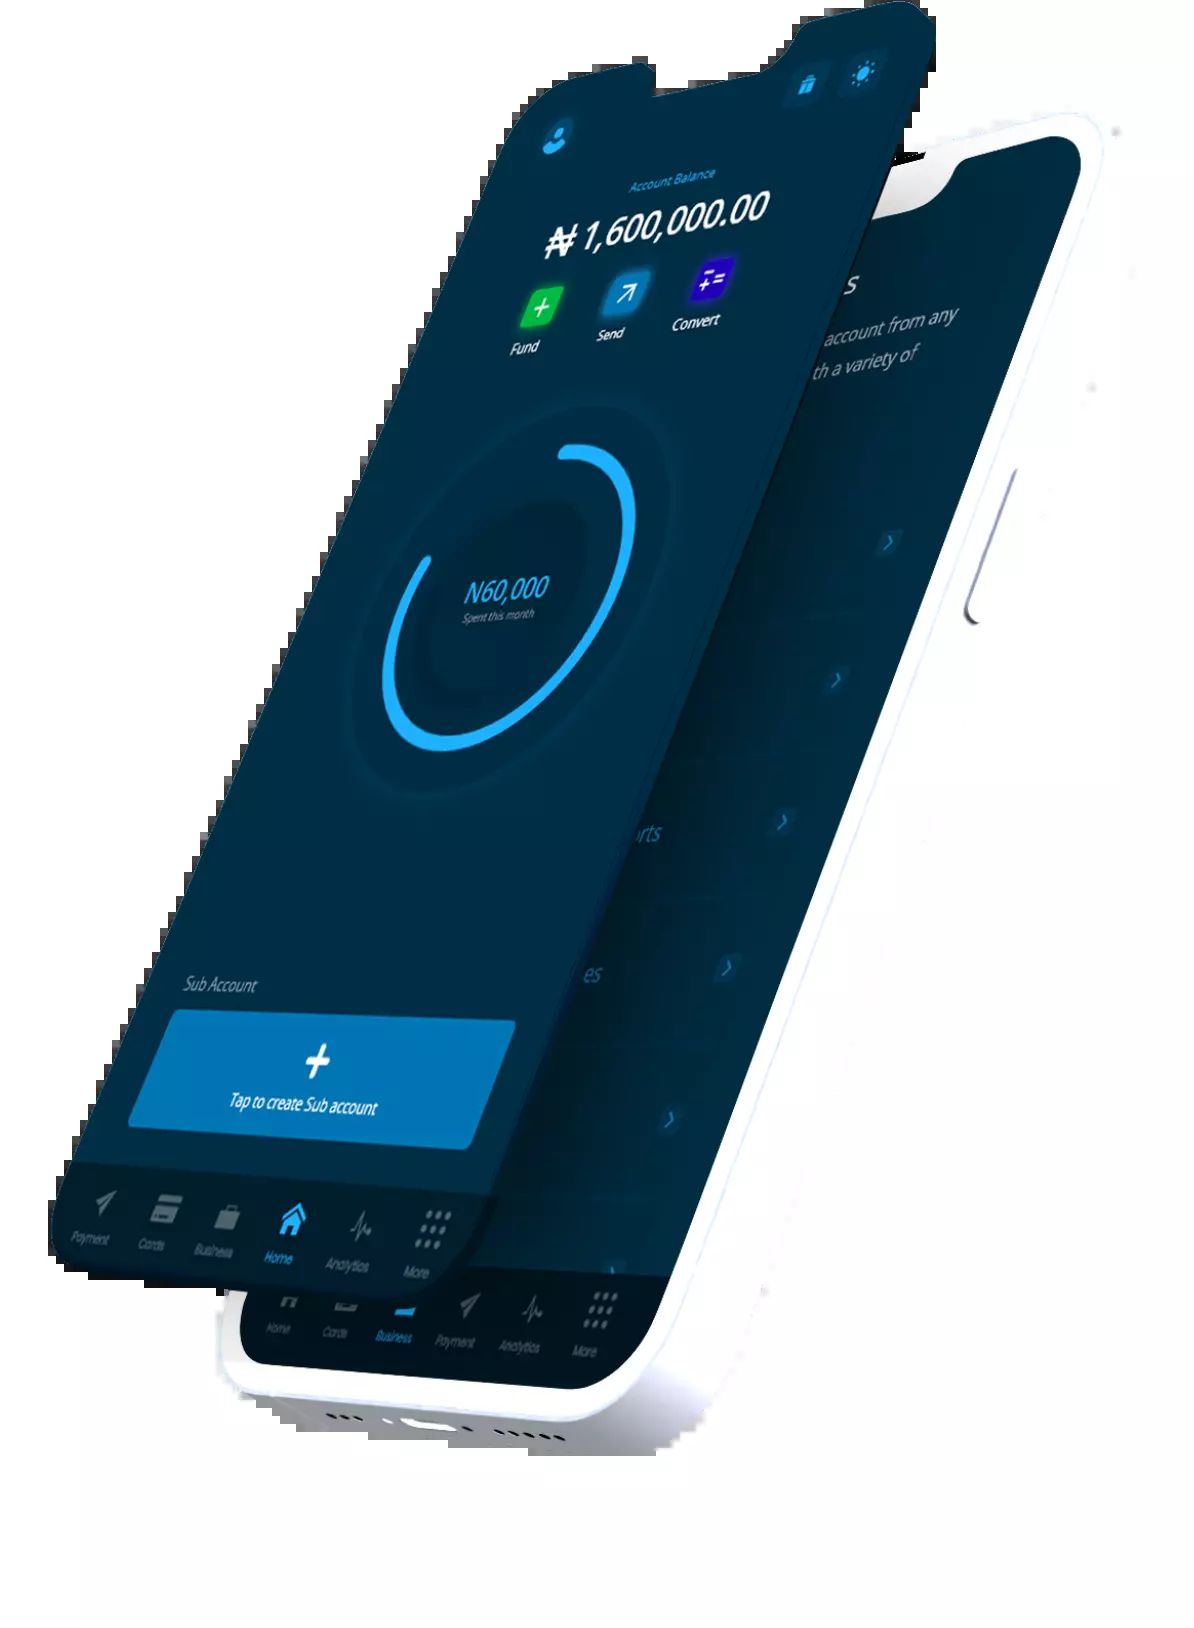 Account Balance
₦ 1,600,000.00
Fund
Send
Convert
N60,000
Spent this month
Sub Account
Tap to create Sub account
Payment
Cards
Business
Home
Analytics
More
s
account from any
th a variety of
rts
es
Home
Cards
Business
Payment
Analytics
More